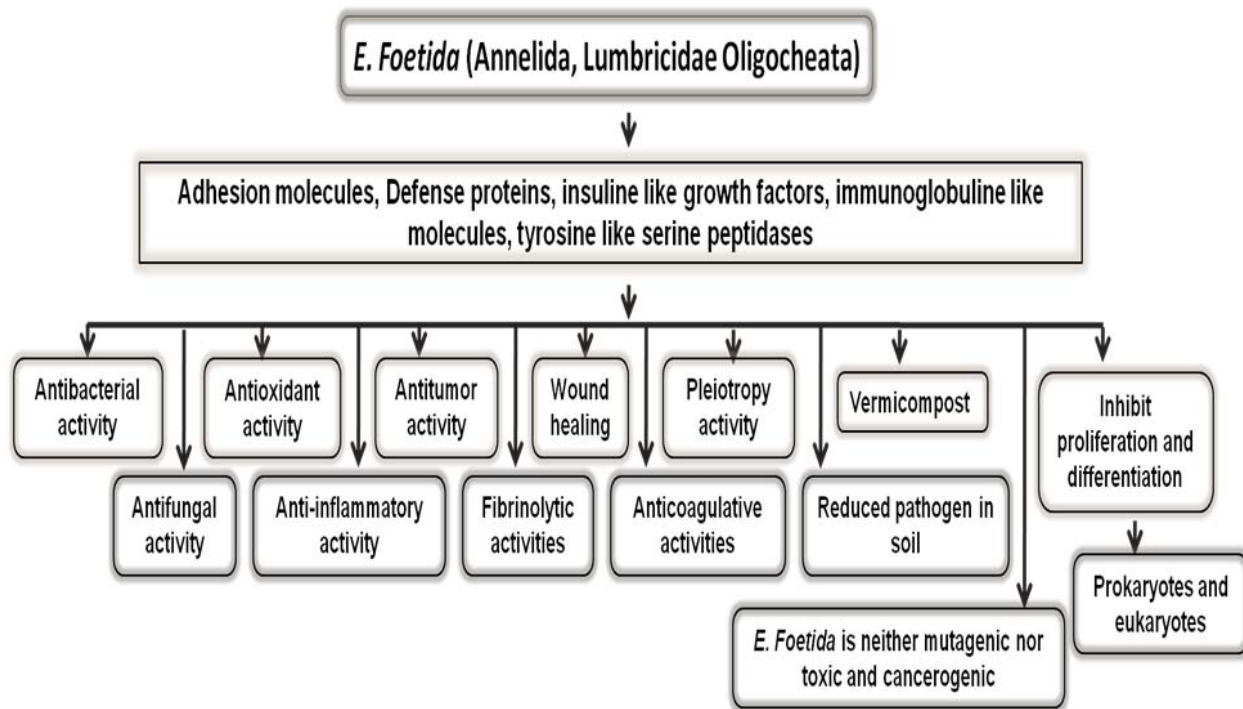 E. Foetida (Annelida, Lumbricidae Oligocheata)
Adhesion molecules, Defense proteins, insuline like growth factors, immunoglobuline like
molecules, tyrosine like serine peptidases
Antibacterial
activity
Antioxidant
activity
Antitumor
activity
Wound
healing
Pleiotropy
activity
Vermicompost
Inhibit
proliferation and
differentiation
Antifungal
activity
Anti-inflammatory
activity
Fibrinolytic
activities
Anticoagulative
activities
Reduced pathogen in
soil
Prokaryotes and
eukaryotes
E. Foetida is neither mutagenic nor
toxic and cancerogenic